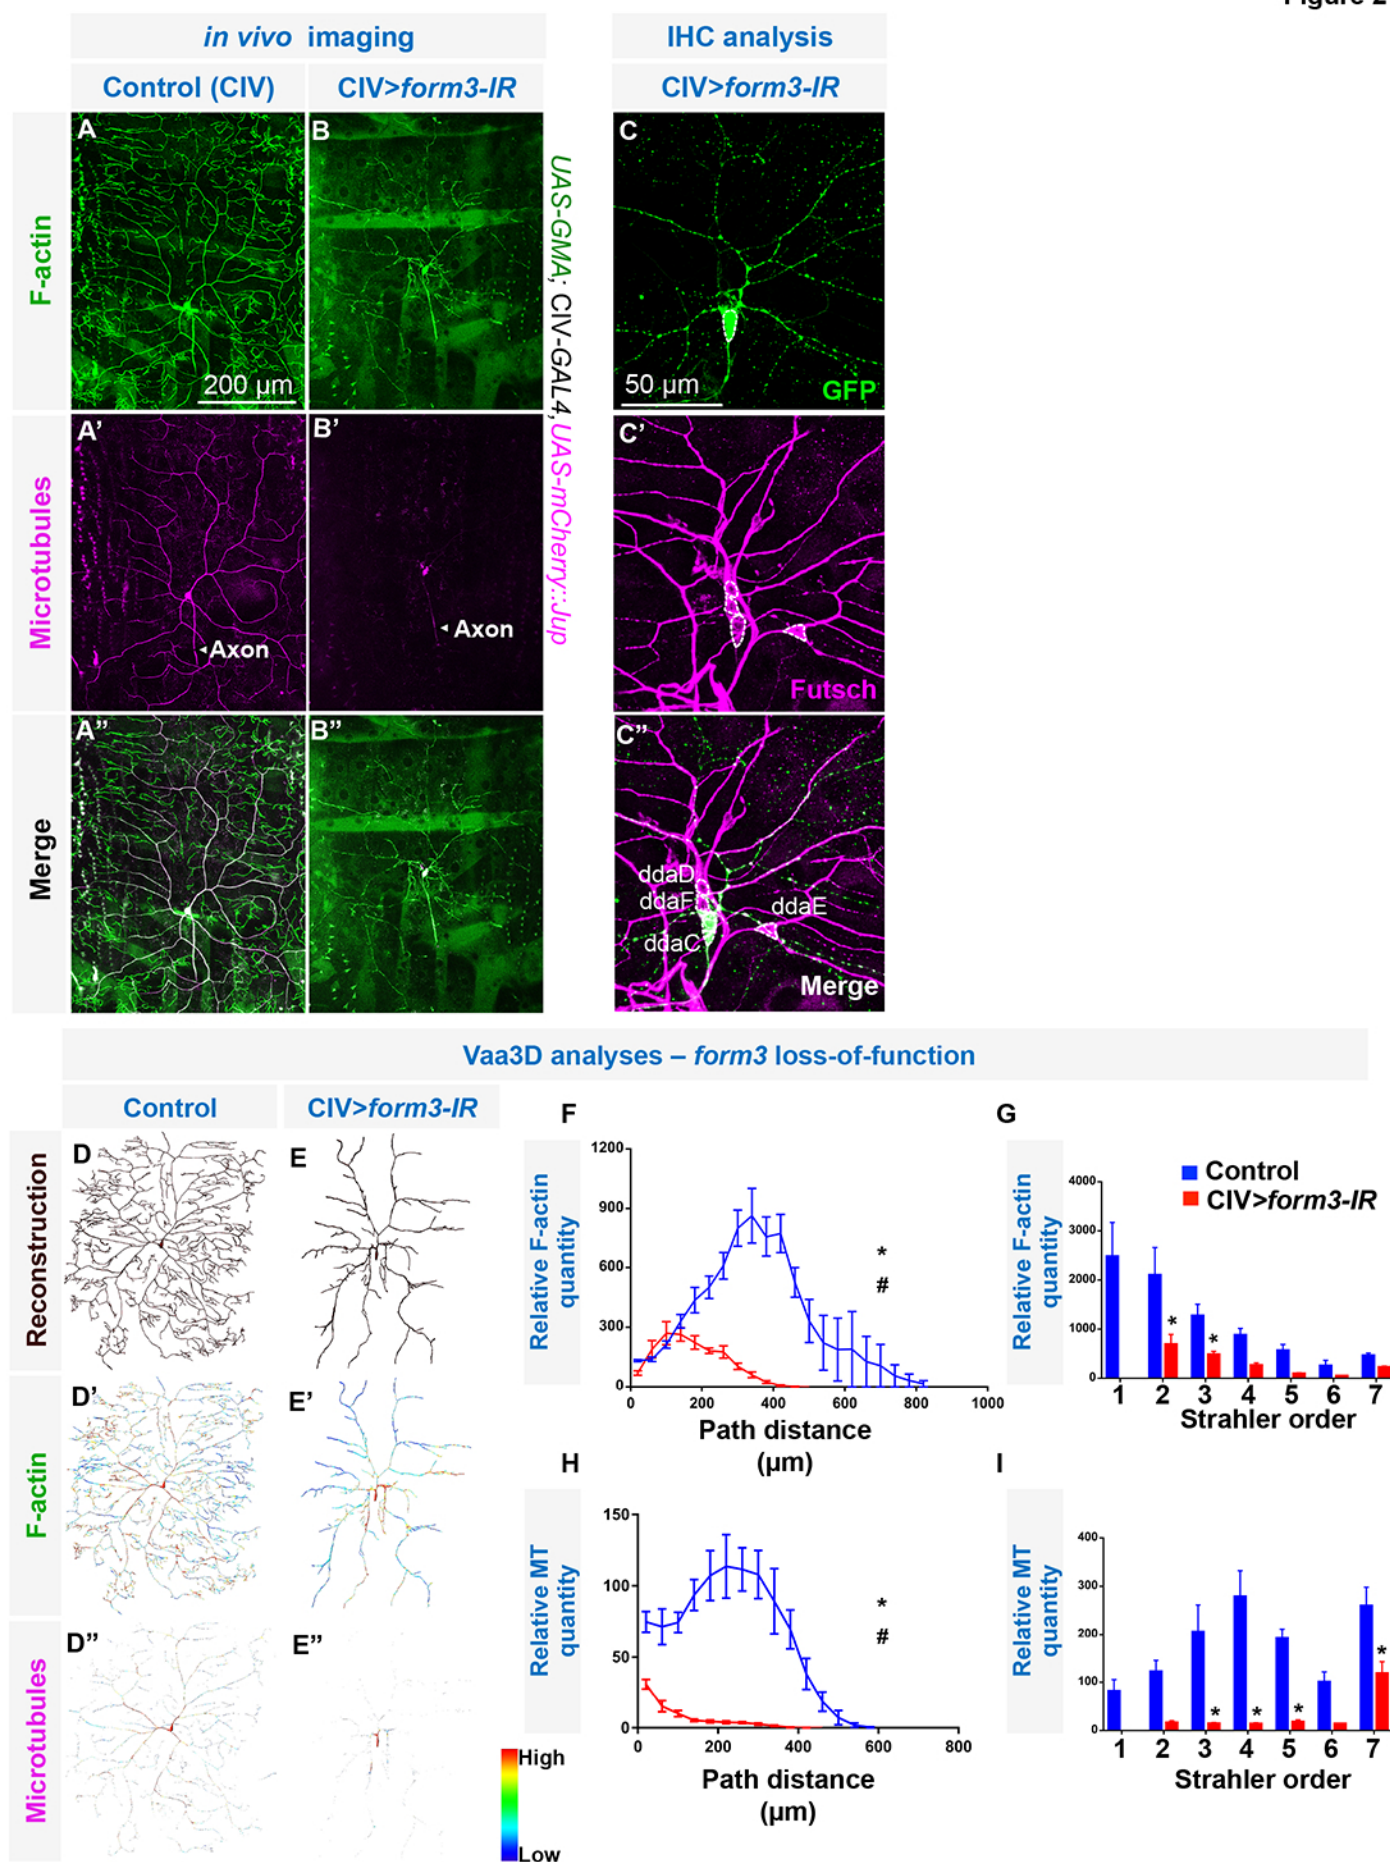 Figure 2
in vivo imaging
IHC analysis
Control (CIV)
CIV>form3-IR
CIV>form3-IR
F-actin
A
B
C
200 μm
50 μm
GFP
UAS-GMA; CIV-GAL4,UAS-mCherry::Jup
Microtubules
A’
B’
C’
Axon
Axon
Futsch
Merge
A’’
B’’
C’’
ddaD
ddaF
ddaE
ddaC
Merge
Vaa3D analyses – form3 loss-of-function
Control
CIV>form3-IR
Reconstruction
D
E
F-actin
D’
E’
Microtubules
D’’
E’’
High
Low
F
Relative F-actin quantity
1200
900
600
300
0
*
#
0 200 400 600 800 1000
Path distance
(μm)
G
Control
CIV>form3-IR
Relative F-actin quantity
4000
3000
2000
1000
0
* *
1 2 3 4 5 6 7
Strahler order
H
Relative MT quantity
150
100
50
0
*
#
0 200 400 600 800
Path distance
(μm)
I
Relative MT quantity
400
300
200
100
0
* * * *
1 2 3 4 5 6 7
Strahler order